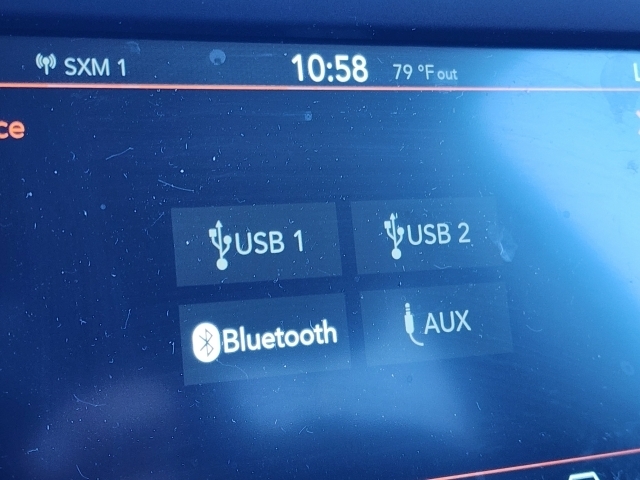 SXM 1 10:58 79 °F out
ce
USB 1 USB 2
Bluetooth AUX